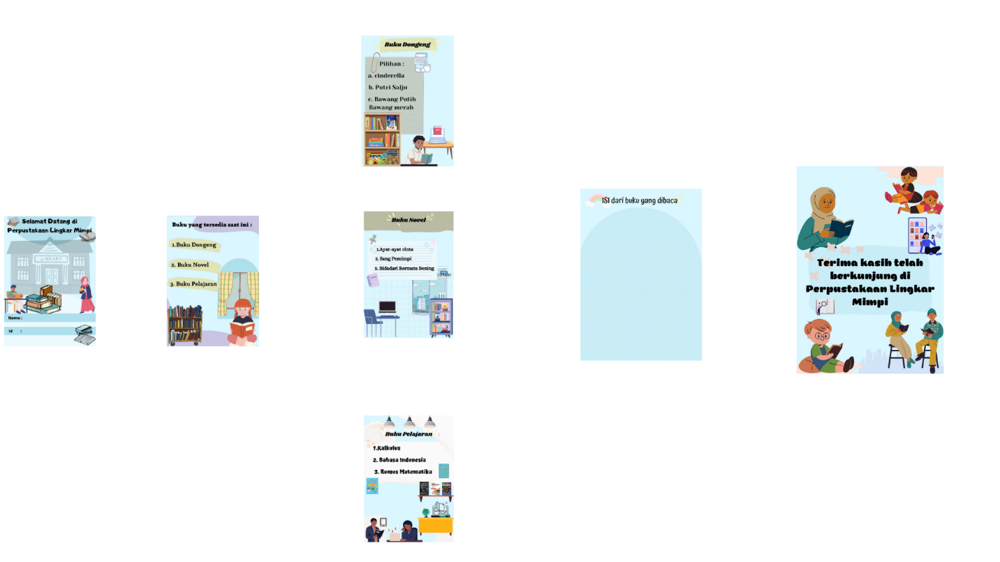 Selamat Datang di
Perpustakaan Lingkar Mimpi
LIBRARY
Nama :
Id :
Buku yang tersedia saat ini :
1.Buku Dongeng
2. Buku Novel
3. Buku Pelajaran
Buku Dongeng
Pilihan :
a. cinderella
b. Putri Salju
c. Bawang Putih
Bawang merah
Buku Novel
1.Ayat-ayat cinta
2. Sang Pemimpi
3. Bidadari Bermata Bening
LIBRARY
Buku Pelajaran
1.Kalkulus
2. Bahasa Indonesia
3. Rumus Matematika
ISI dari buku yang dibaca
Terima kasih telah
berkunjung di
Perpustakaan Lingkar
Mimpi